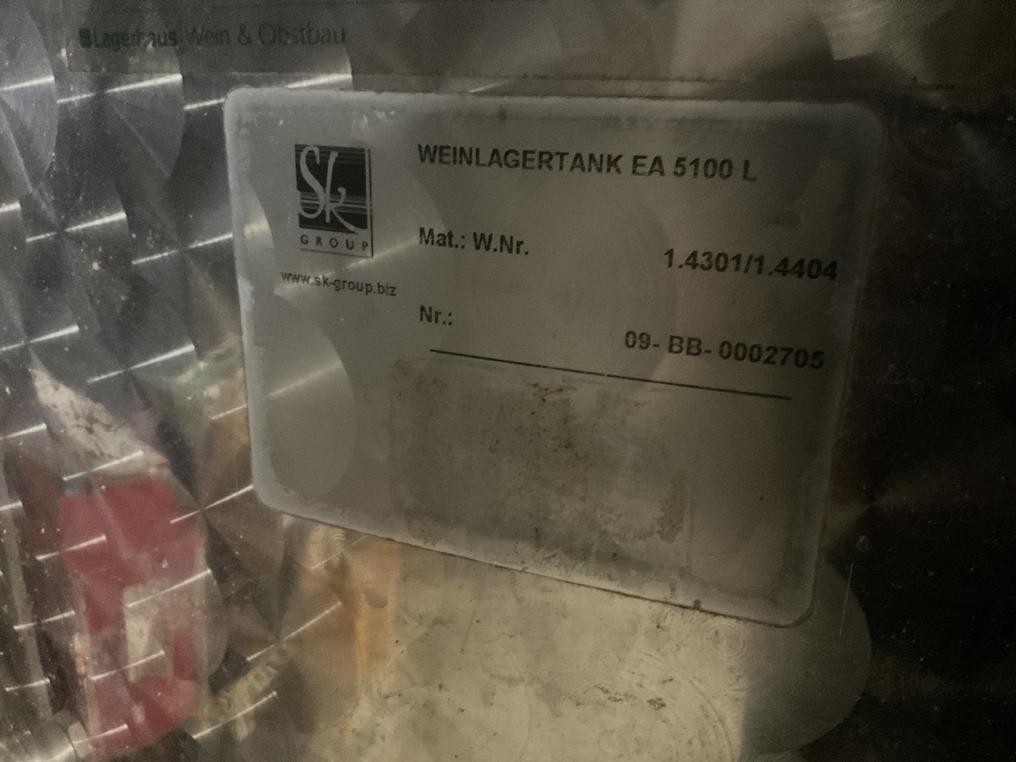 Lagerhaus Wein & Obstbau
Sk
GROUP
www.sk-group.biz
WEINLAGERTANK EA 5100 L
Mat.: W.Nr. 1.4301/1.4404
Nr.: 09- BB- 0002705